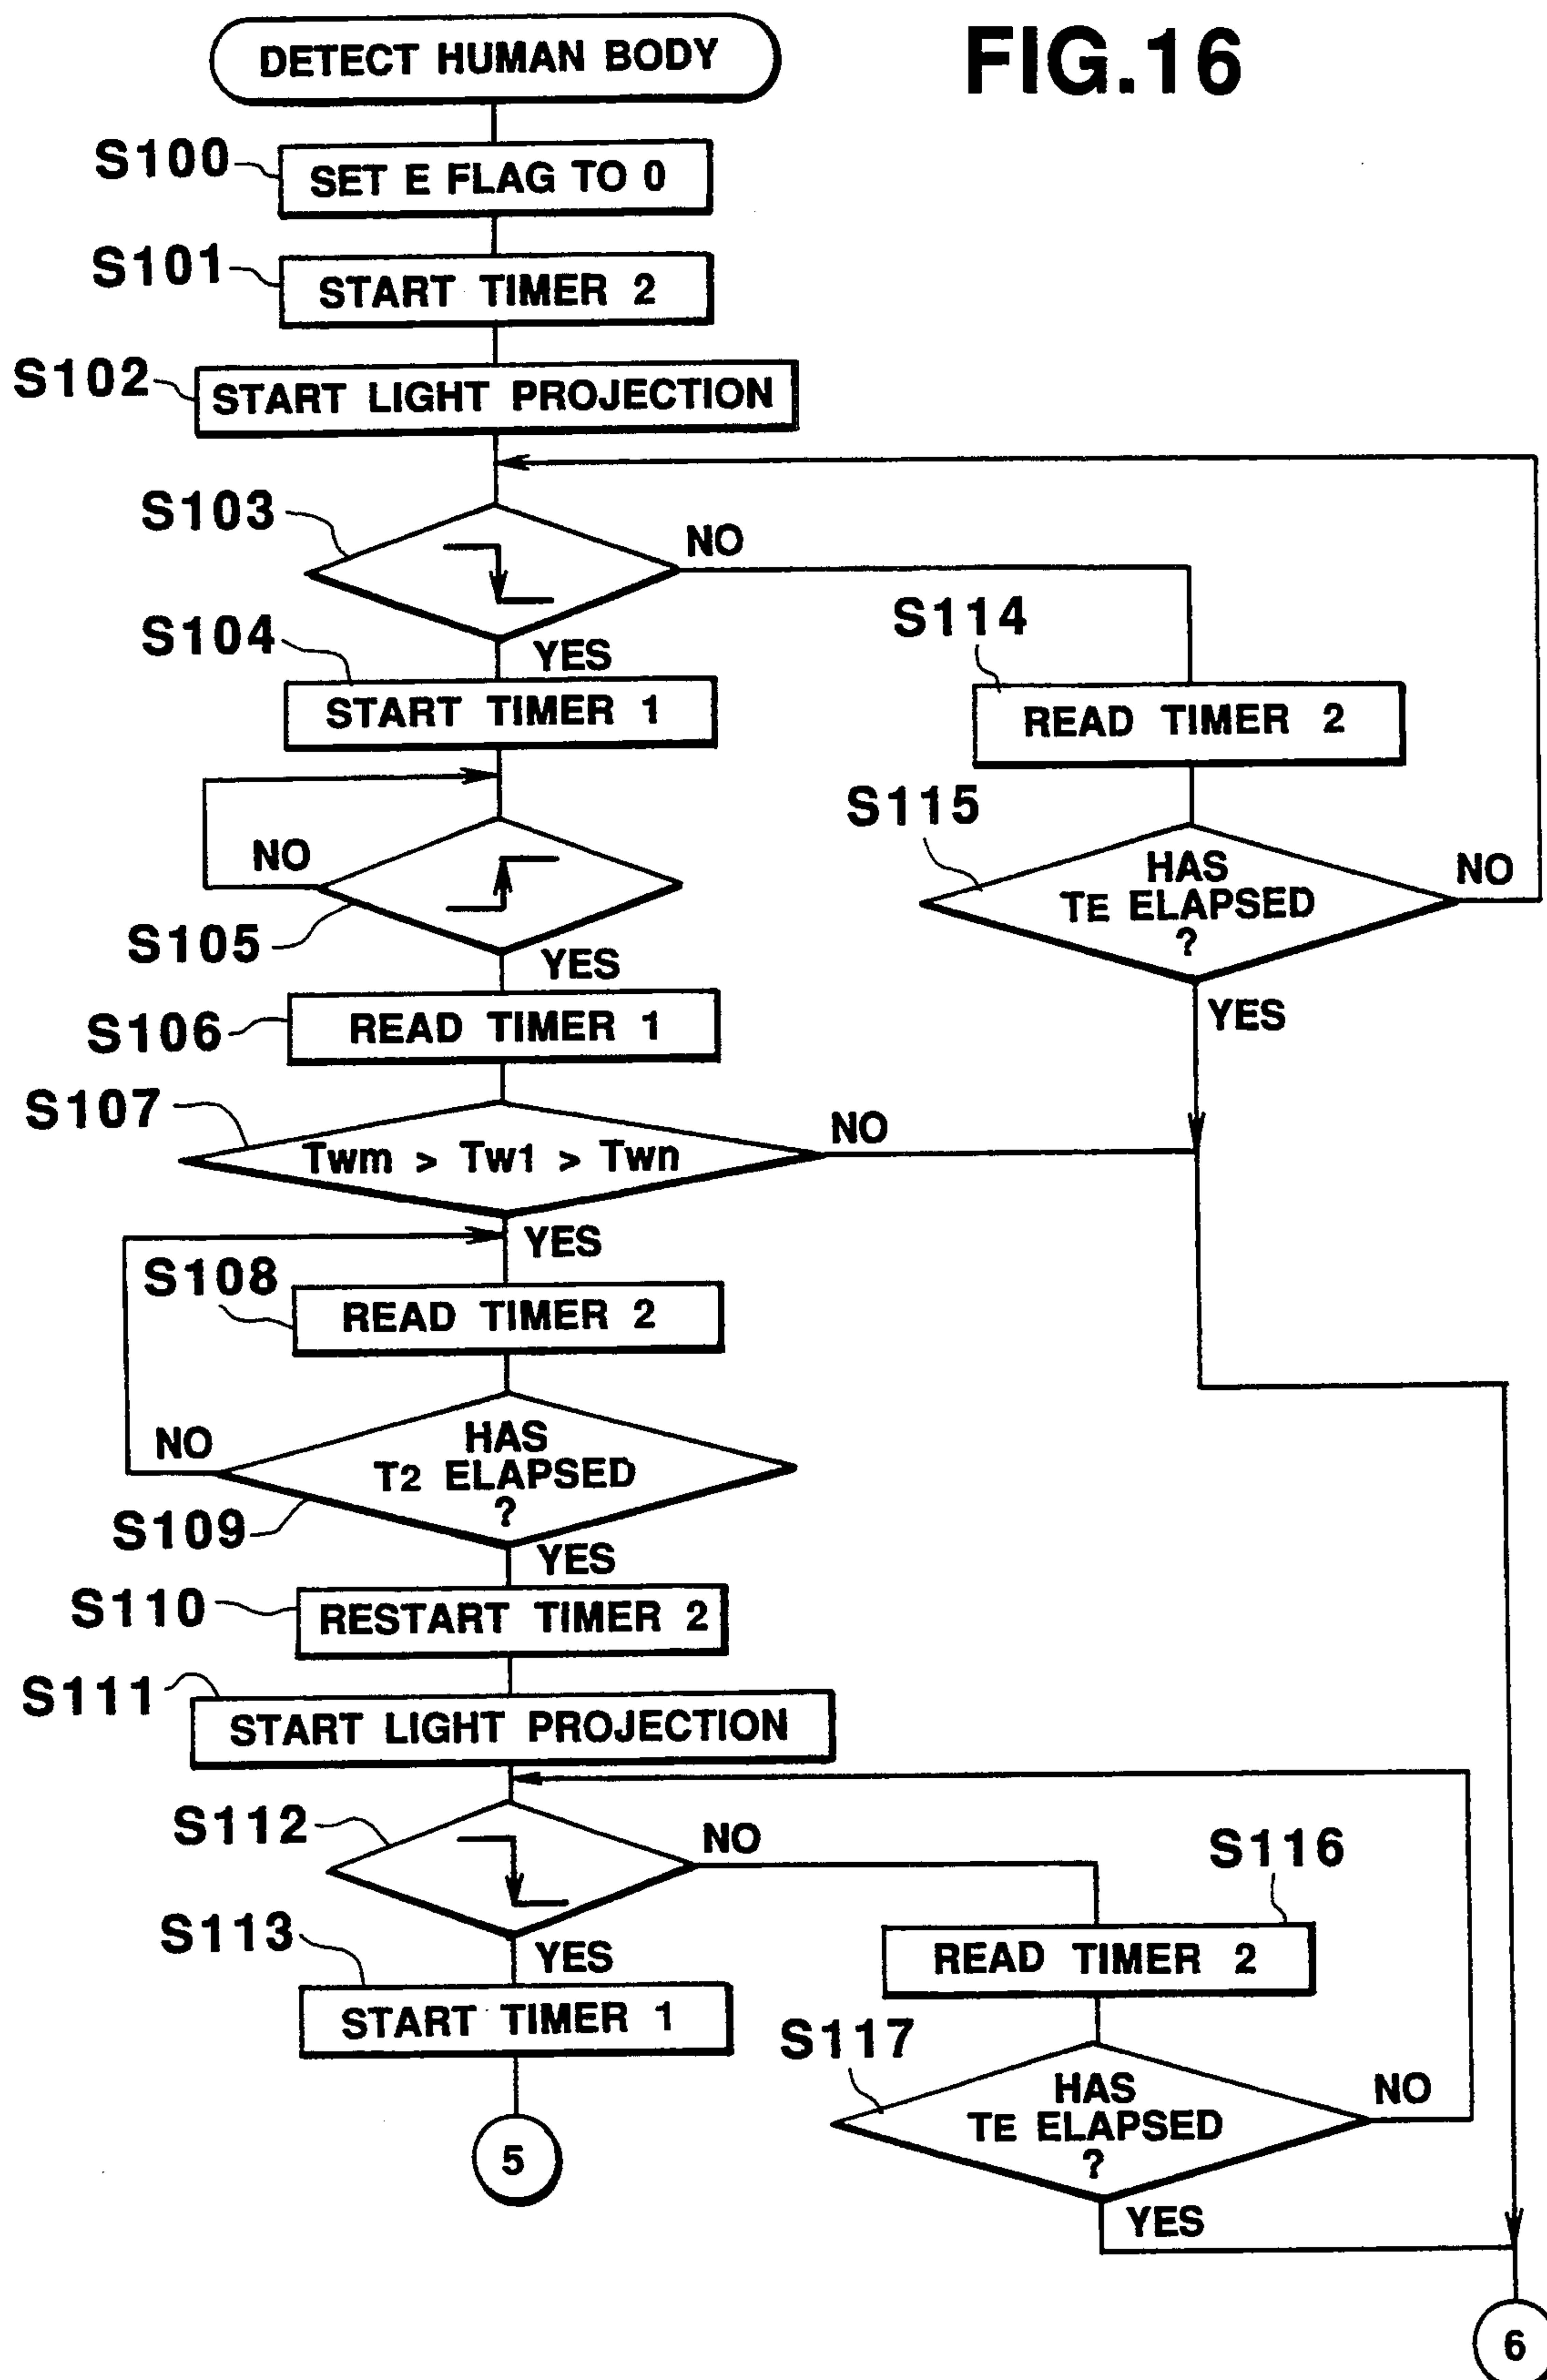 FIG.16
DETECT HUMAN BODY
S100
SET E FLAG TO 0
S101
START TIMER 2
S102
START LIGHT PROJECTION
S103
NO
YES
S104
START TIMER 1
S114
READ TIMER 2
S115
HAS
TE ELAPSED
?
NO
YES
NO
S105
YES
S106
READ TIMER 1
S107
Twm > Tw1 > Twn
NO
YES
S108
READ TIMER 2
HAS
T2 ELAPSED
?
NO
S109
YES
S110
RESTART TIMER 2
S111
START LIGHT PROJECTION
S112
NO
YES
S113
START TIMER 1
5
S116
READ TIMER 2
S117
HAS
TE ELAPSED
?
NO
YES
6